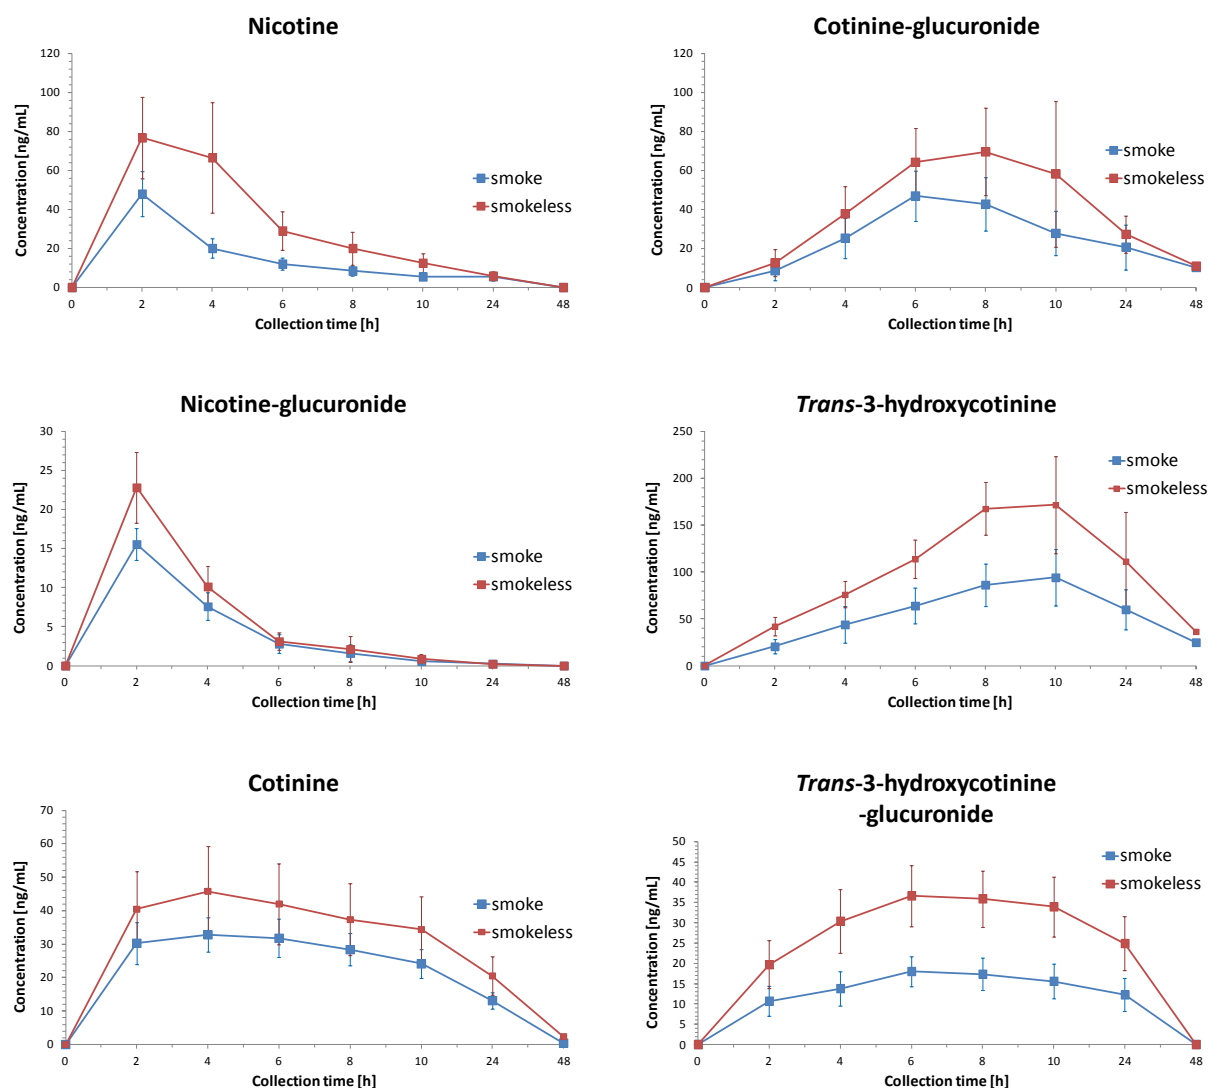 Nicotine
Concentration [ng/mL]
120
100
80
60
40
20
0
0 2 4 6 8 10 24 48
Collection time [h]
smoke
smokeless
Cotinine-glucuronide
Concentration [ng/mL]
120
100
80
60
40
20
0
0 2 4 6 8 10 24 48
Collection time [h]
smoke
smokeless
Nicotine-glucuronide
Concentration [ng/mL]
30
25
20
15
10
5
0
0 2 4 6 8 10 24 48
Collection time [h]
smoke
smokeless
Trans-3-hydroxycotinine
Concentration [ng/mL]
250
200
150
100
50
0
0 2 4 6 8 10 24 48
Collection time [h]
smoke
smokeless
Cotinine
Concentration [ng/mL]
70
60
50
40
30
20
10
0
0 2 4 6 8 10 24 48
Collection time [h]
smoke
smokeless
Trans-3-hydroxycotinine
-glucuronide
Concentration [ng/mL]
50
45
40
35
30
25
20
15
10
5
0
0 2 4 6 8 10 24 48
Collection time [h]
smoke
smokeless